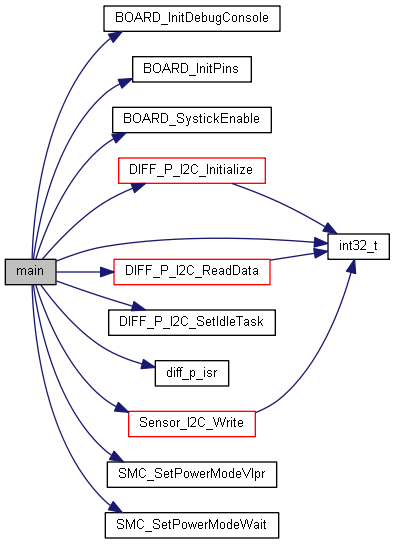 BOARD_InitDebugConsole
BOARD_InitPins
BOARD_SystickEnable
DIFF_P_I2C_Initialize
int32_t
main
DIFF_P_I2C_ReadData
DIFF_P_I2C_SetIdleTask
diff_p_isr
Sensor_I2C_Write
SMC_SetPowerModeVlpr
SMC_SetPowerModeWait